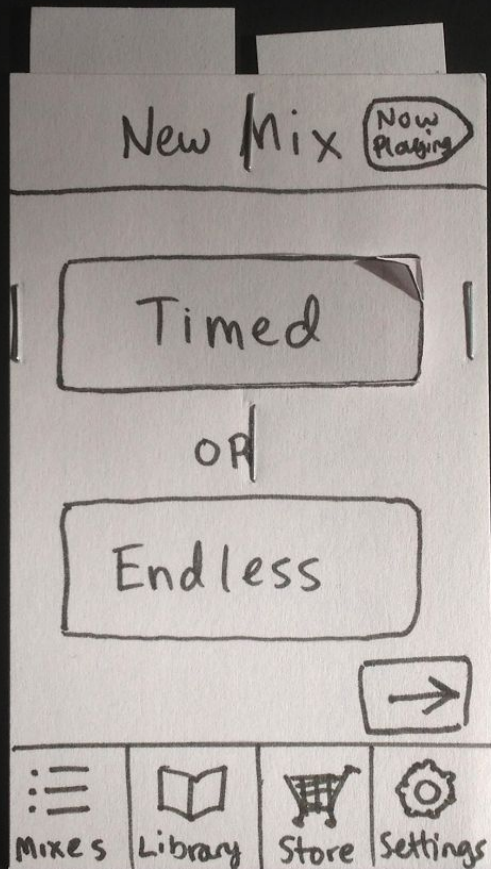 New Mix
Now
Playing
Timed
OR
Endless
Mixes
Library
Store
Settings